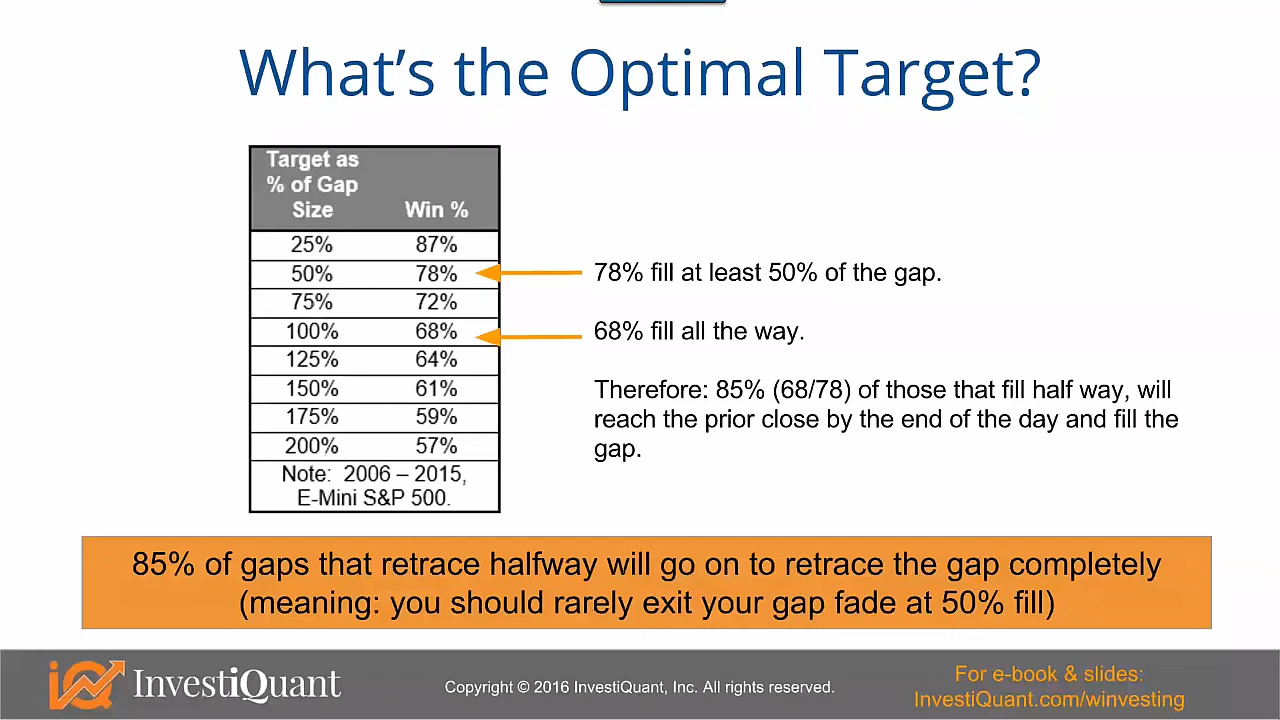 What's the Optimal Target?
Target as
% of Gap
Size Win %
25% 87%
50% 78%
75% 72%
100% 68%
125% 64%
150% 61%
175% 59%
200% 57%
Note: 2006 – 2015,
E-Mini S&P 500.
78% fill at least 50% of the gap.
68% fill all the way.
Therefore: 85% (68/78) of those that fill half way, will
reach the prior close by the end of the day and fill the
gap.
85% of gaps that retrace halfway will go on to retrace the gap completely
(meaning: you should rarely exit your gap fade at 50% fill)
iQ InvestiQuant
Copyright © 2016 InvestiQuant, Inc. All rights reserved.
For e-book & slides:
InvestiQuant.com/winvesting